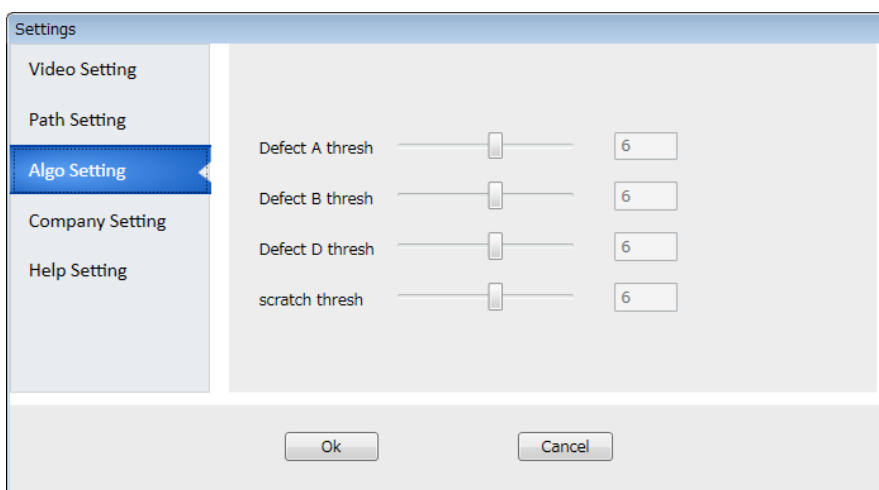 Settings
Video Setting
Path Setting
Algo Setting
Company Setting
Help Setting
Defect A thresh 6
Defect B thresh 6
Defect D thresh 6
scratch thresh 6
Ok Cancel